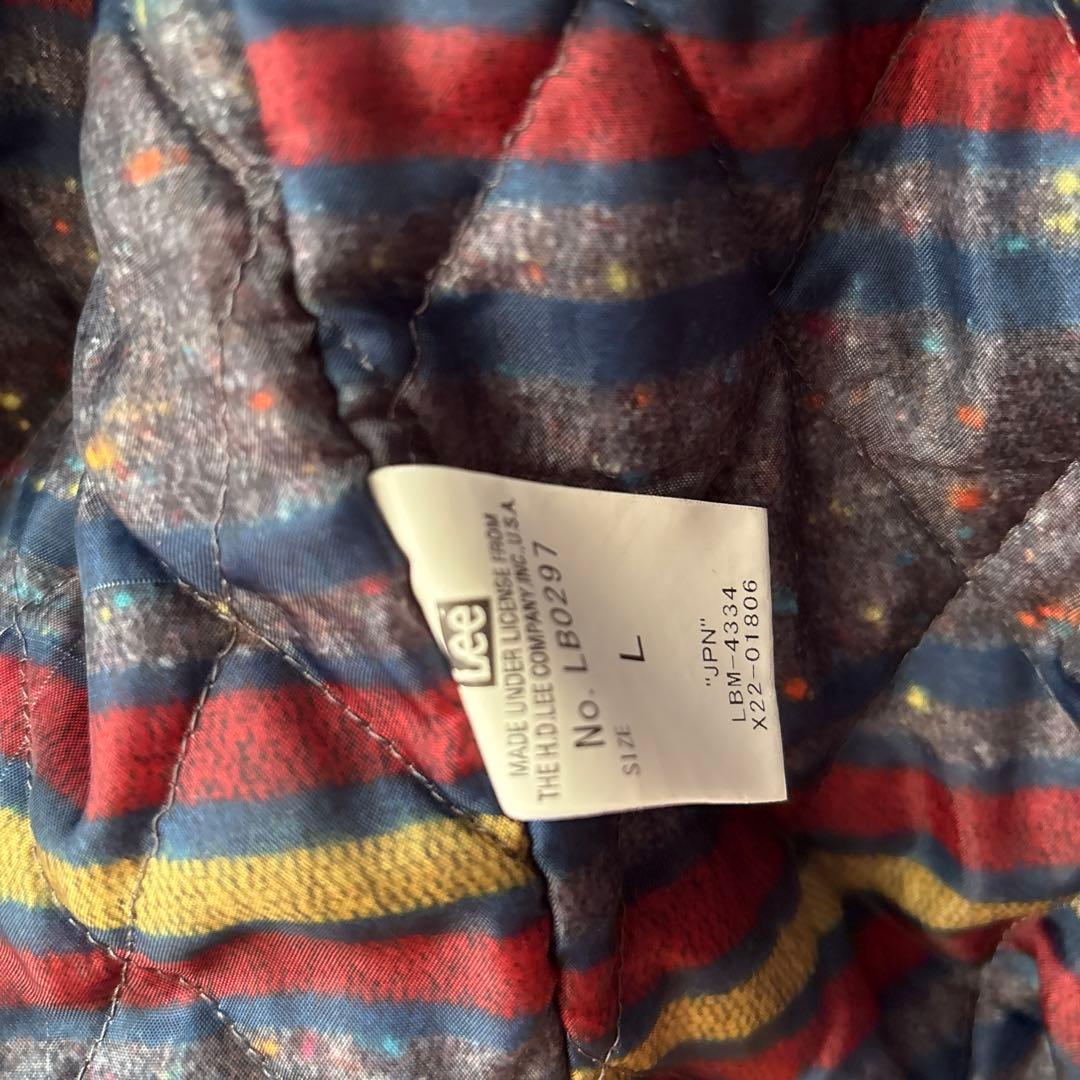 Lee
MADE UNDER LICENSE FROM
THE H.D.LEE COMPANY,INC.,U.S.A.
No. LB0297
SIZE L
"JPN"
LBM-4334
X22-01806